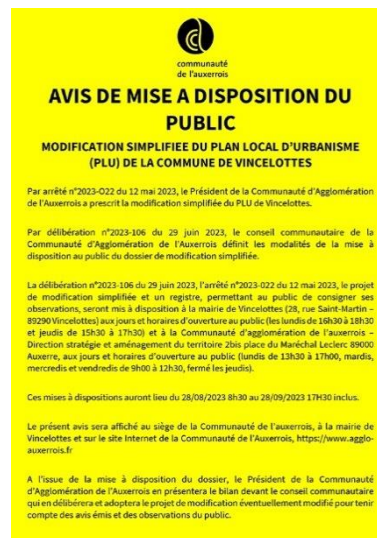 communauté
de l'auxerrois
AVIS DE MISE A DISPOSITION DU
PUBLIC
MODIFICATION SIMPLIFIEE DU PLAN LOCAL D'URBANISME
(PLU) DE LA COMMUNE DE VINCELOTTES
Par arrêté n°2023-O22 du 12 mai 2023, le Président de la Communauté d'Agglomération
de l'Auxerrois a prescrit la modification simplifiée du PLU de Vincelottes.
Par délibération n°2023-106 du 29 juin 2023, le conseil communautaire de la
Communauté d'Agglomération de l'Auxerrois définit les modalités de la mise à
disposition au public du dossier de modification simplifiée.
La délibération n°2023-106 du 29 juin 2023, l'arrêté n°2023-022 du 12 mai 2023, le projet
de modification simplifiée et un registre, permettant au public de consigner ses
observations, seront mis à disposition à la mairie de Vincelottes (28, rue Saint-Martin –
89290 Vincelottes) aux jours et horaires d'ouverture au public (les lundis de 16h30 à 18h30
et jeudis de 15h30 à 17h30) et à la Communauté d'agglomération de l'auxerrois –
Direction stratégie et aménagement du territoire 2bis place du Maréchal Leclerc 89000
Auxerre, aux jours et horaires d'ouverture au public (lundis de 13h30 à 17h00, mardis,
mercredis et vendredis de 9h00 à 12h30, fermé les jeudis).
Ces mises à dispositions auront lieu du 28/08/2023 8h30 au 28/09/2023 17H30 inclus.
Le présent avis sera affiché au siège de la Communauté de l'auxerrois, à la mairie de
Vincelottes et sur le site Internet de la Communauté de l'Auxerrois, https://www.agglo-
auxerrois.fr
A l'issue de la mise à disposition du dossier, le Président de la Communauté
d'Agglomération de l'Auxerrois en présentera le bilan devant le conseil communautaire
qui en délibérera et adoptera le projet de modification éventuellement modifié pour tenir
compte des avis émis et des observations du public.